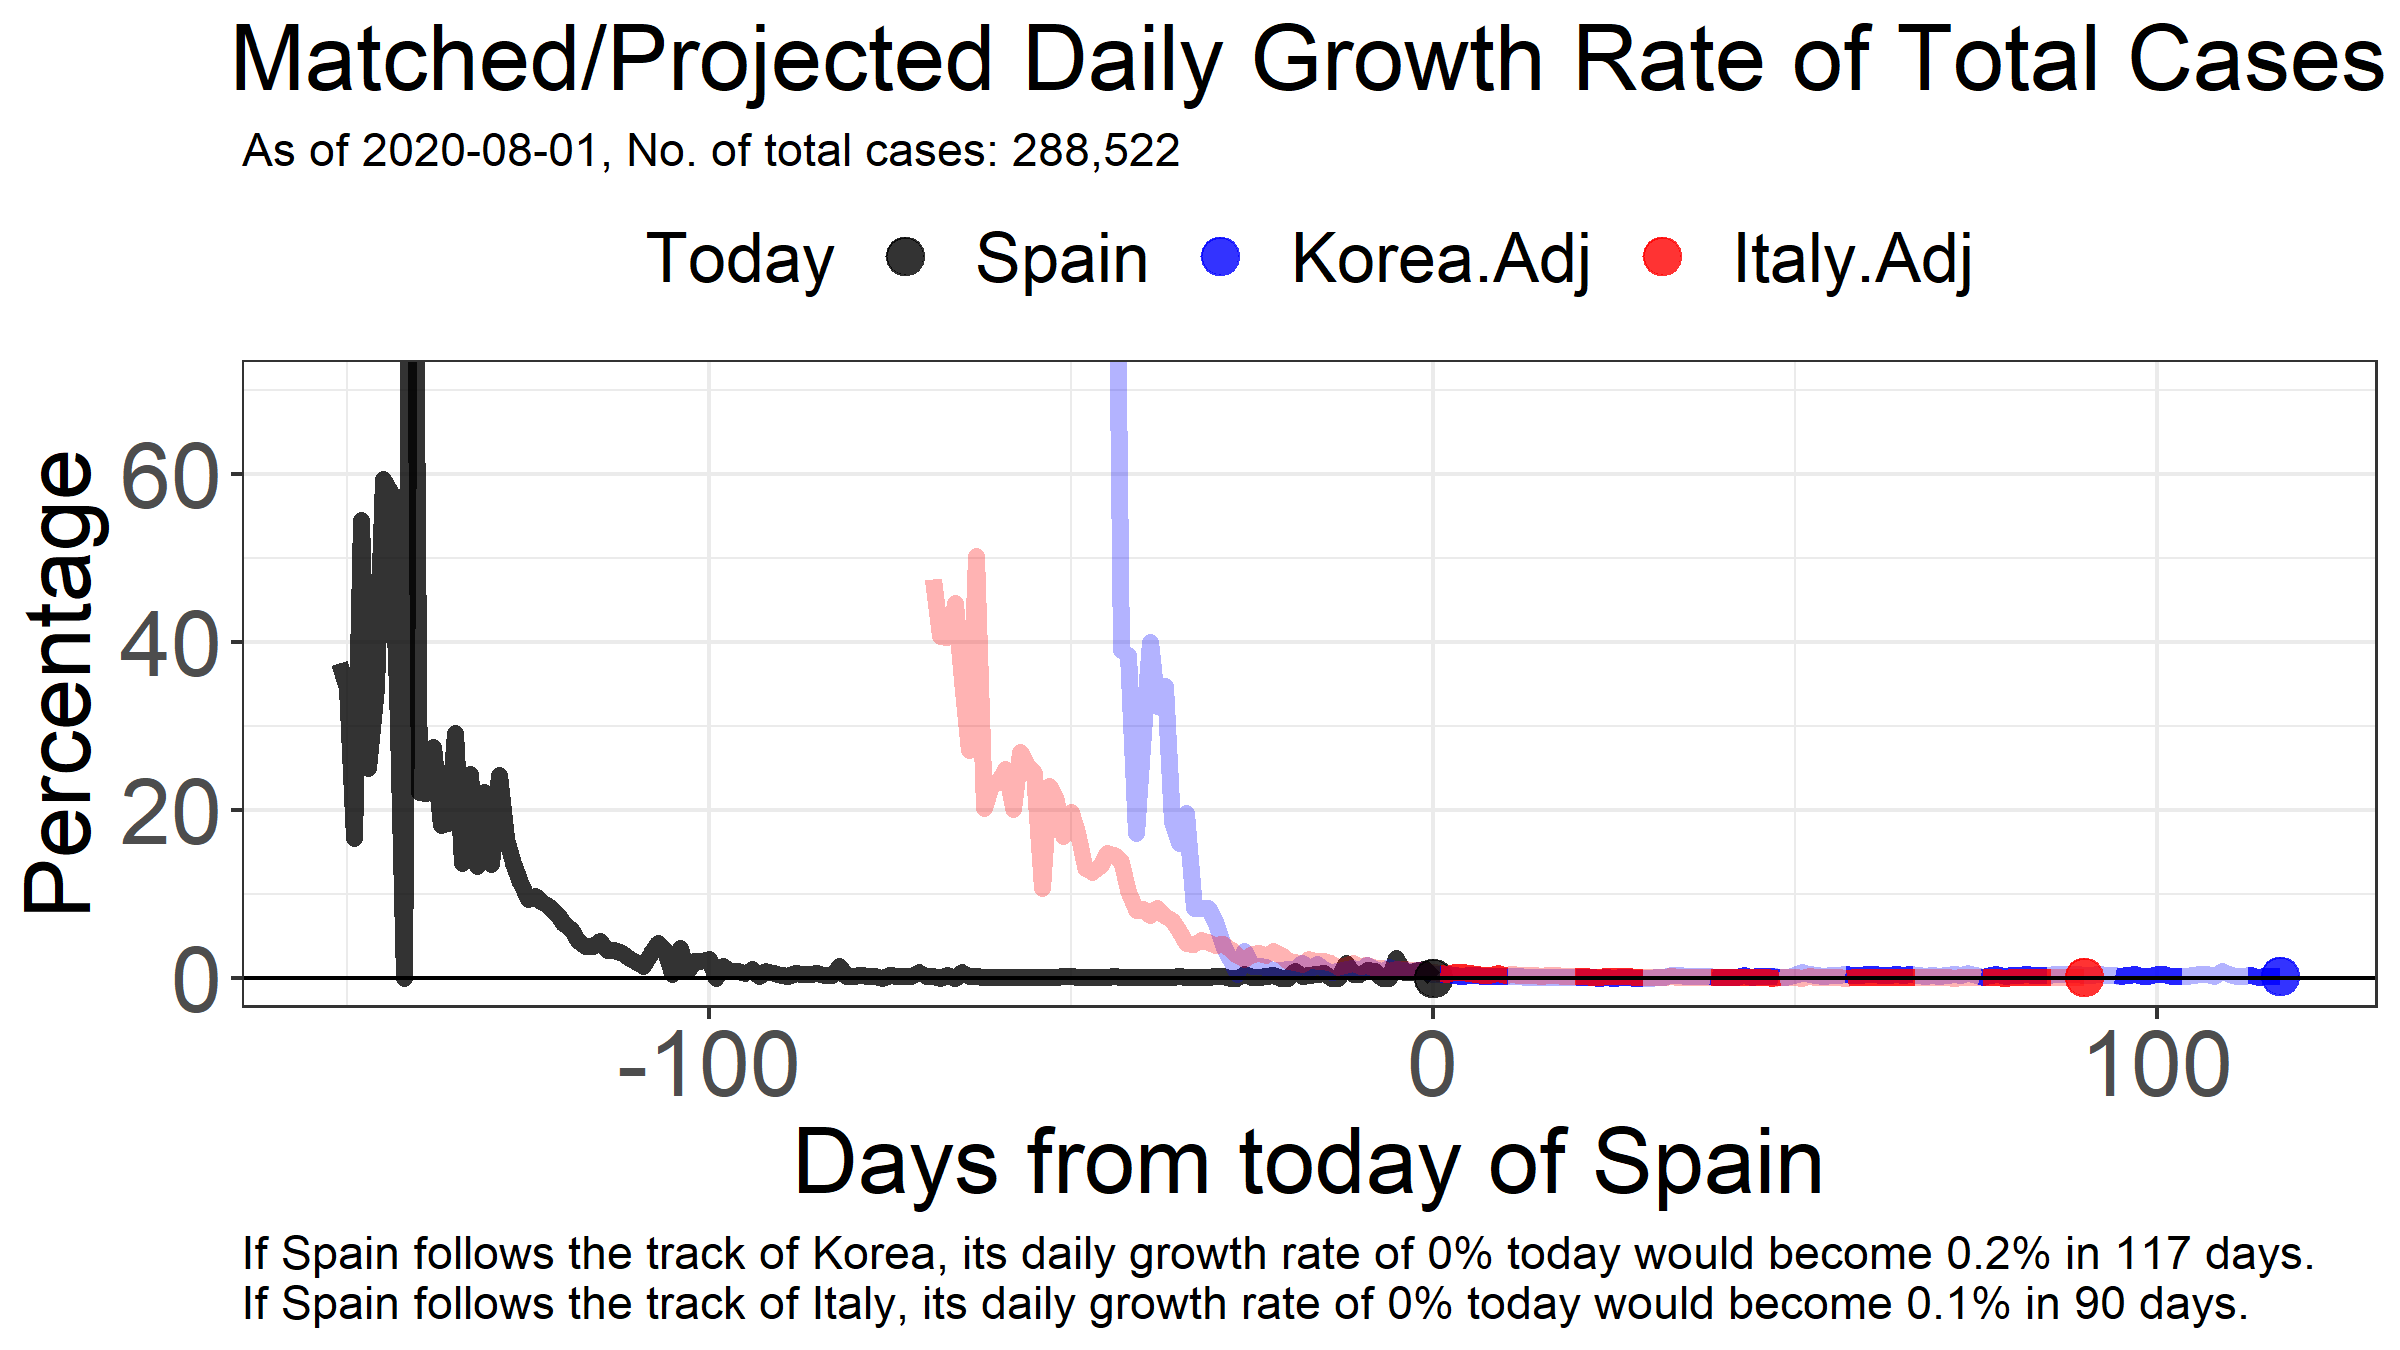 Matched/Projected Daily Growth Rate of Total Cases
As of 2020-08-01, No. of total cases: 288,522
Today Spain Korea.Adj Italy.Adj
Percentage
60
40
20
0
-100 0 100
Days from today of Spain
If Spain follows the track of Korea, its daily growth rate of 0% today would become 0.2% in 117 days.
If Spain follows the track of Italy, its daily growth rate of 0% today would become 0.1% in 90 days.